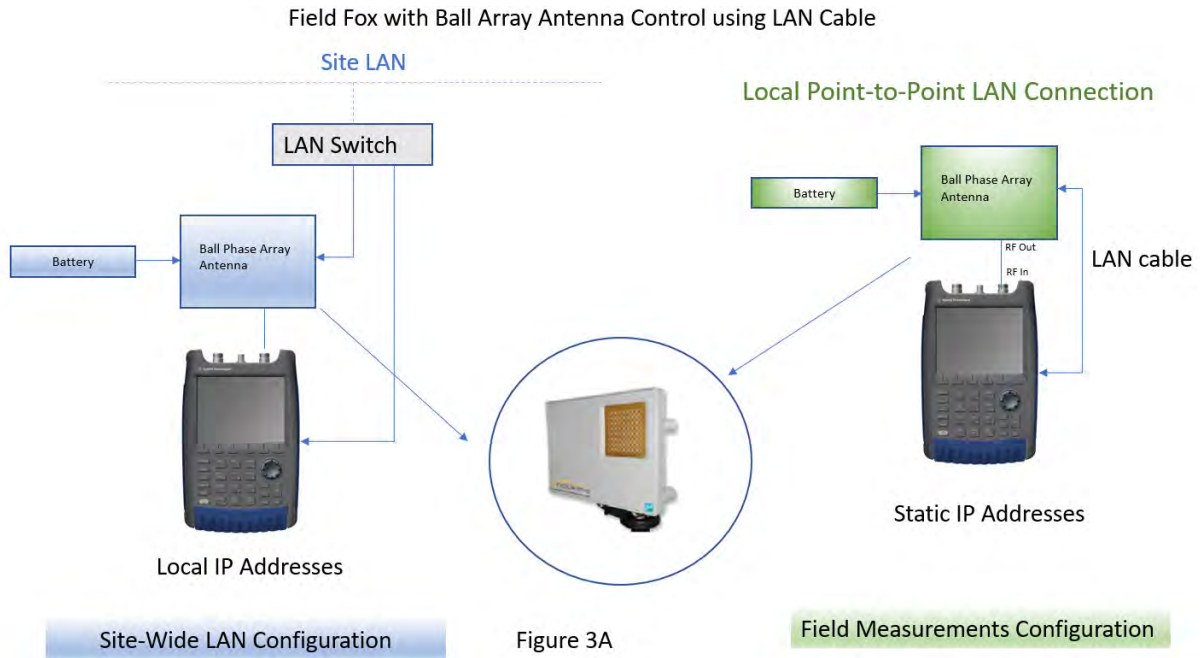 Field Fox with Ball Array Antenna Control using LAN Cable
Site LAN
LAN Switch
Ball Phase Array
Antenna
Battery
Local IP Addresses
Site-Wide LAN Configuration
Figure 3A
Local Point-to-Point LAN Connection
Ball Phase Array
Antenna
Battery
RF Out
RF In
LAN cable
Static IP Addresses
Field Measurements Configuration